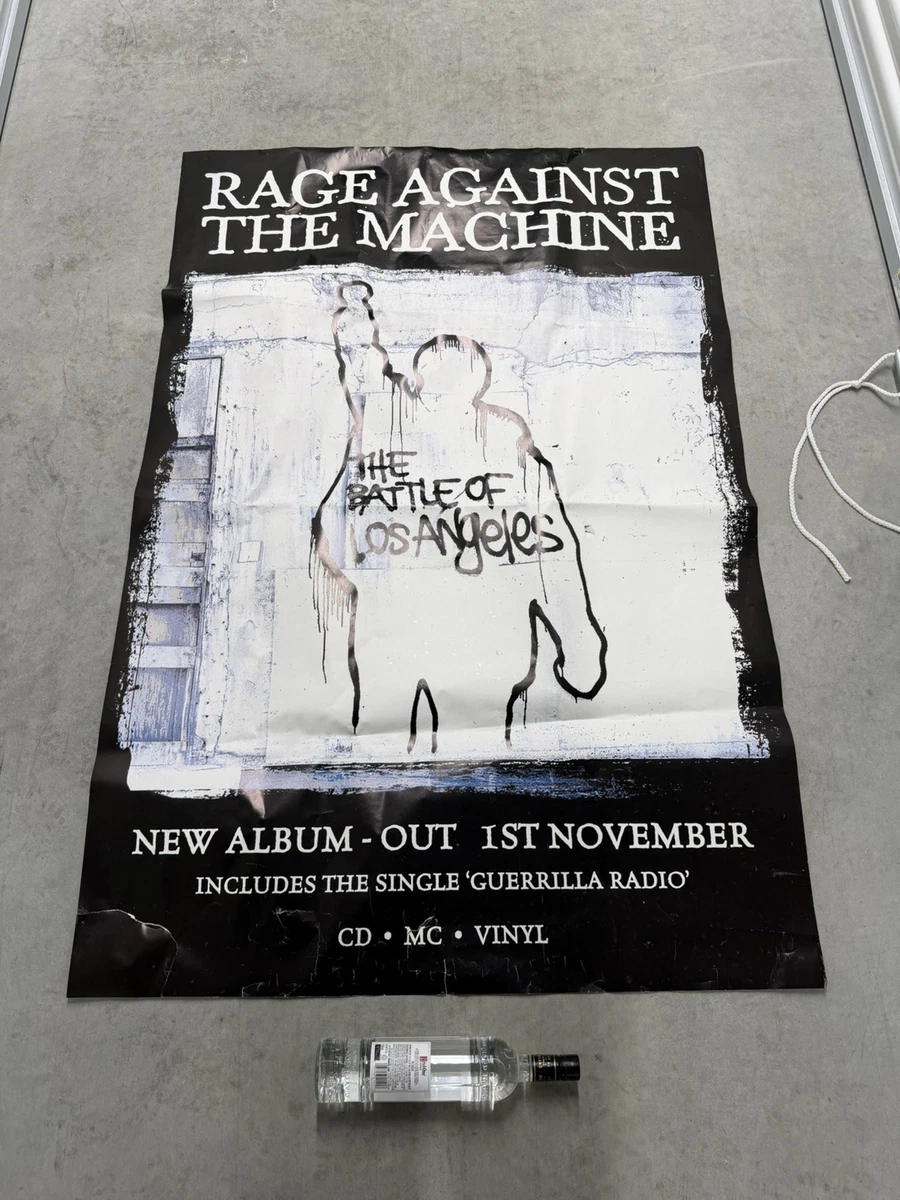 RAGE AGAINST
THE MACHINE
THE
BATTLE OF
LOS ANgeleS
NEW ALBUM - OUT 1ST NOVEMBER
INCLUDES THE SINGLE ‘GUERRILLA RADIO’
CD • MC • VINYL